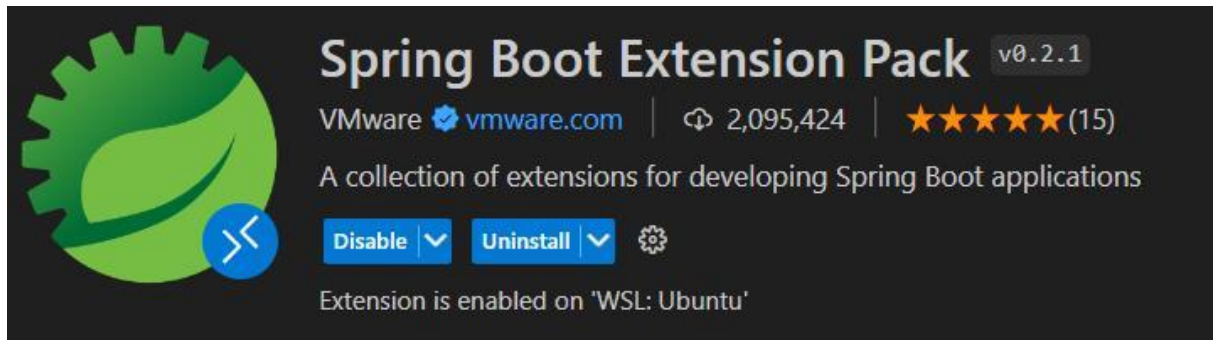 Spring Boot Extension Pack v0.2.1
VMware vmware.com 2,095,424 (15)
A collection of extensions for developing Spring Boot applications
Disable Uninstall
Extension is enabled on 'WSL: Ubuntu'